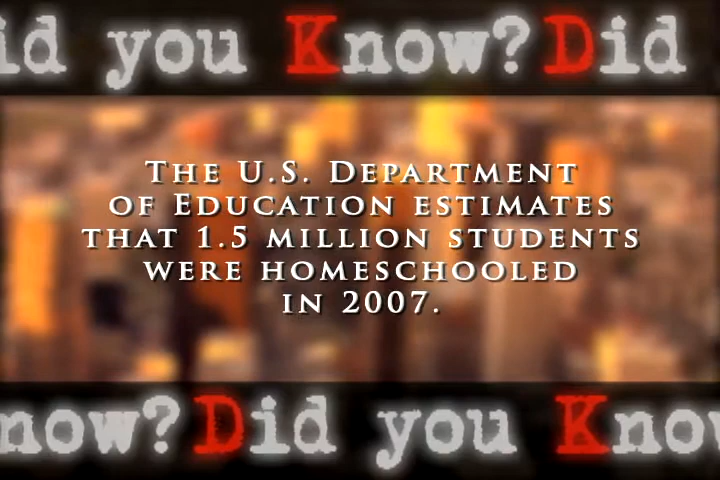 id you Know? Did
THE U.S. DEPARTMENT
OF EDUCATION ESTIMATES
THAT 1.5 MILLION STUDENTS
WERE HOMESCHOOLED
IN 2007.
now? Did you Know